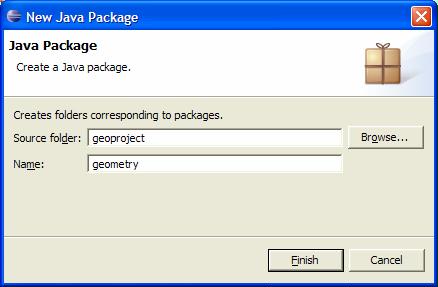 New Java Package
Java Package
Create a Java package.
Creates folders corresponding to packages.
Source folder: geoproject Browse...
Name: geometry
Finish Cancel